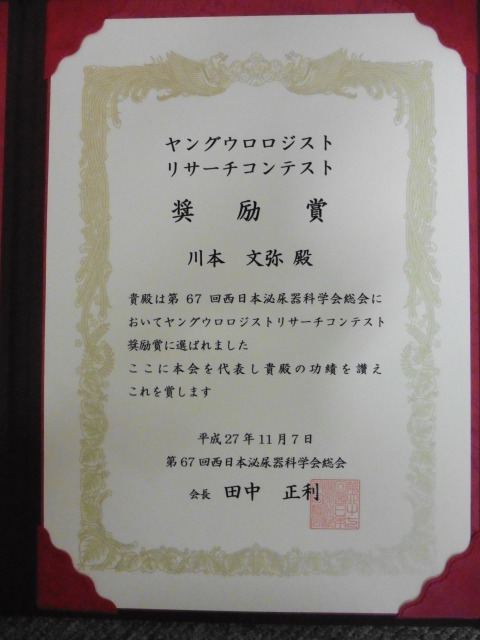 ヤングウロロジスト
リサーチコンテスト
奨励賞
川本 文弥 殿
貴殿は第 67 回西日本泌尿器科学会総会に
おいてヤングウロロジストリサーチコンテスト
奨励賞に選ばれました
ここに本会を代表し貴殿の功績を讃え
これを賞します
平成27年11月7日
第67回西日本泌尿器科学会総会
会長 田中 正利